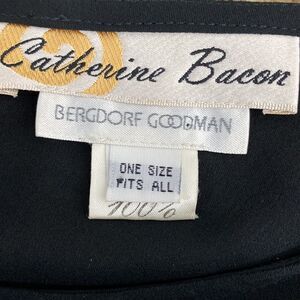 Catherine Bacon
BERGDORF GOODMAN
ONE SIZE
FITS ALL
100%